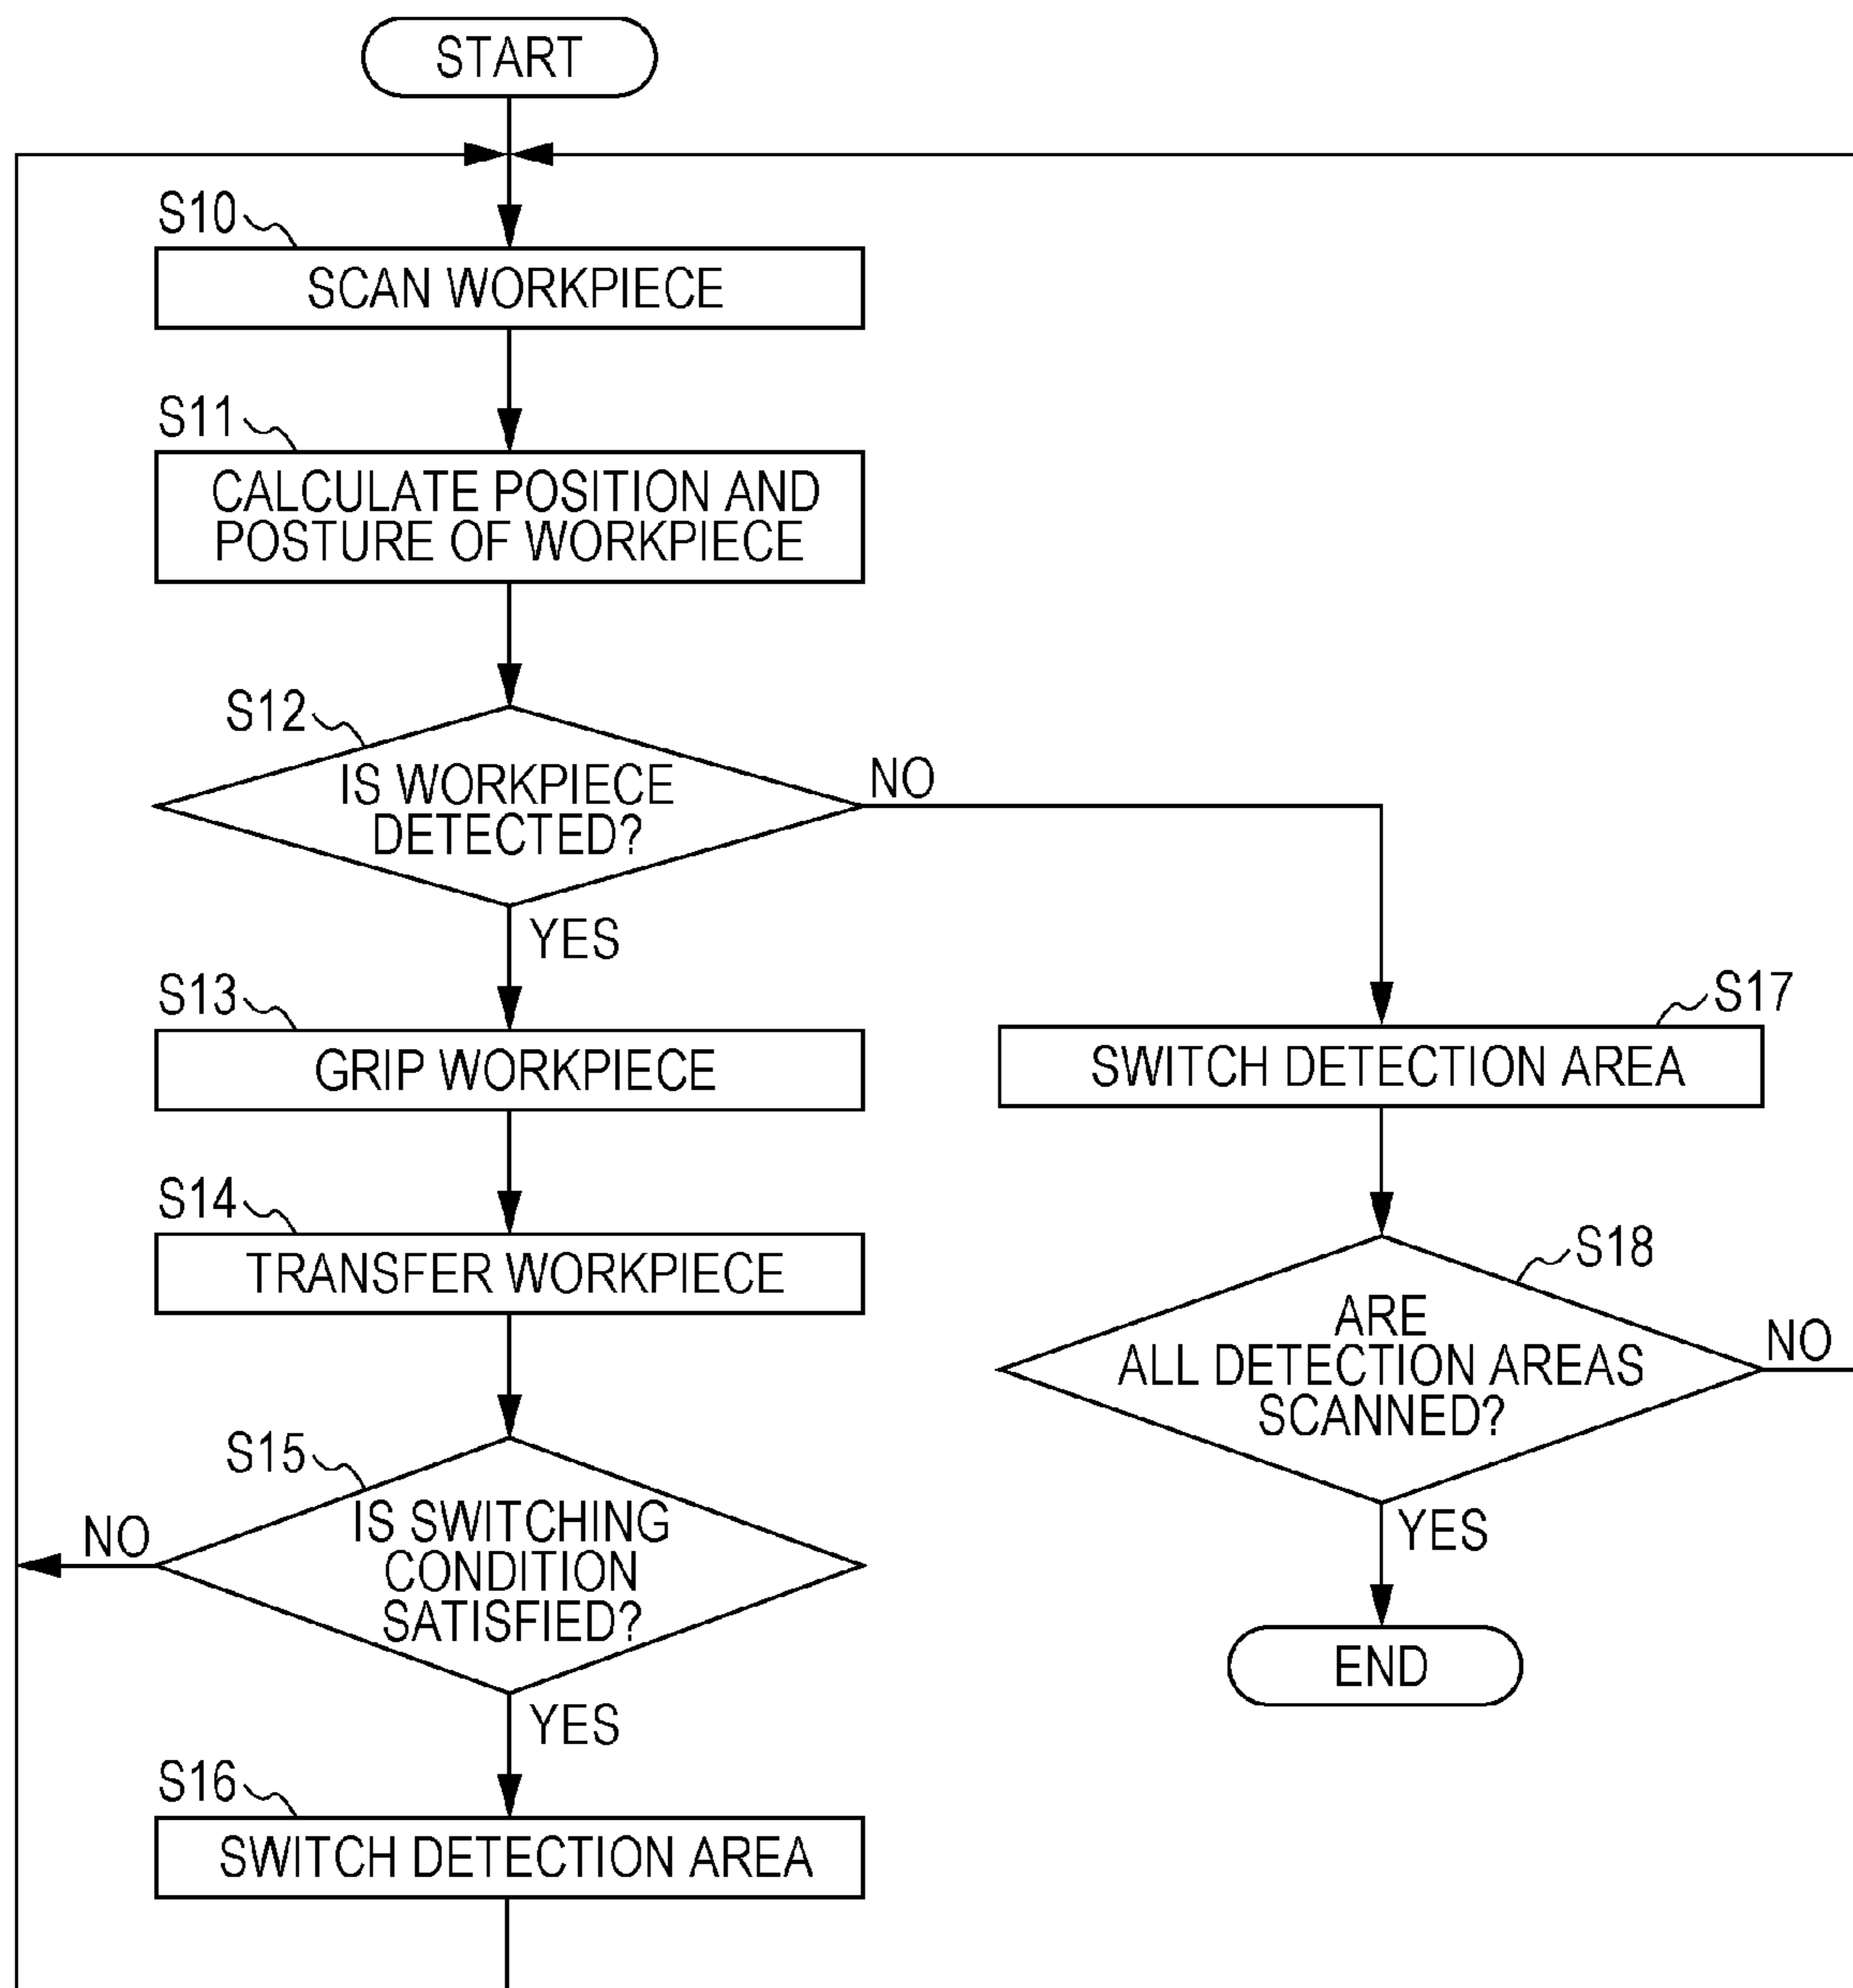 START
S10
SCAN WORKPIECE
S11
CALCULATE POSITION AND
POSTURE OF WORKPIECE
S12
IS WORKPIECE
DETECTED?
NO
YES
S13
GRIP WORKPIECE
S14
TRANSFER WORKPIECE
S15
IS SWITCHING
CONDITION
SATISFIED?
NO
YES
S16
SWITCH DETECTION AREA
S17
SWITCH DETECTION AREA
S18
ARE
ALL DETECTION AREAS
SCANNED?
NO
YES
END